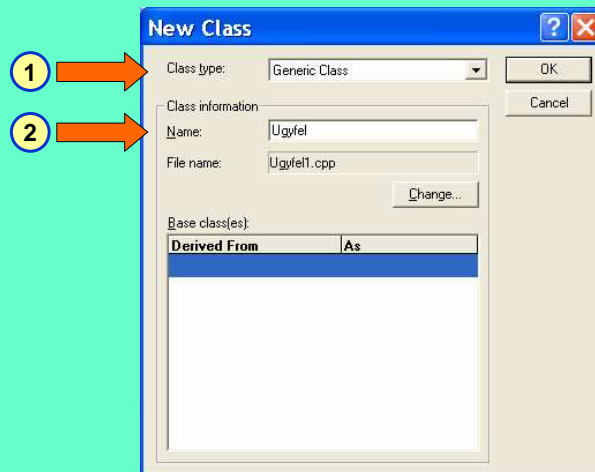 New Class
1
Class type: Generic Class OK
Class information Cancel
2
Name: Ugyfel
File name: Ugyfel1.cpp
Change...
Base class(es):
Derived From As